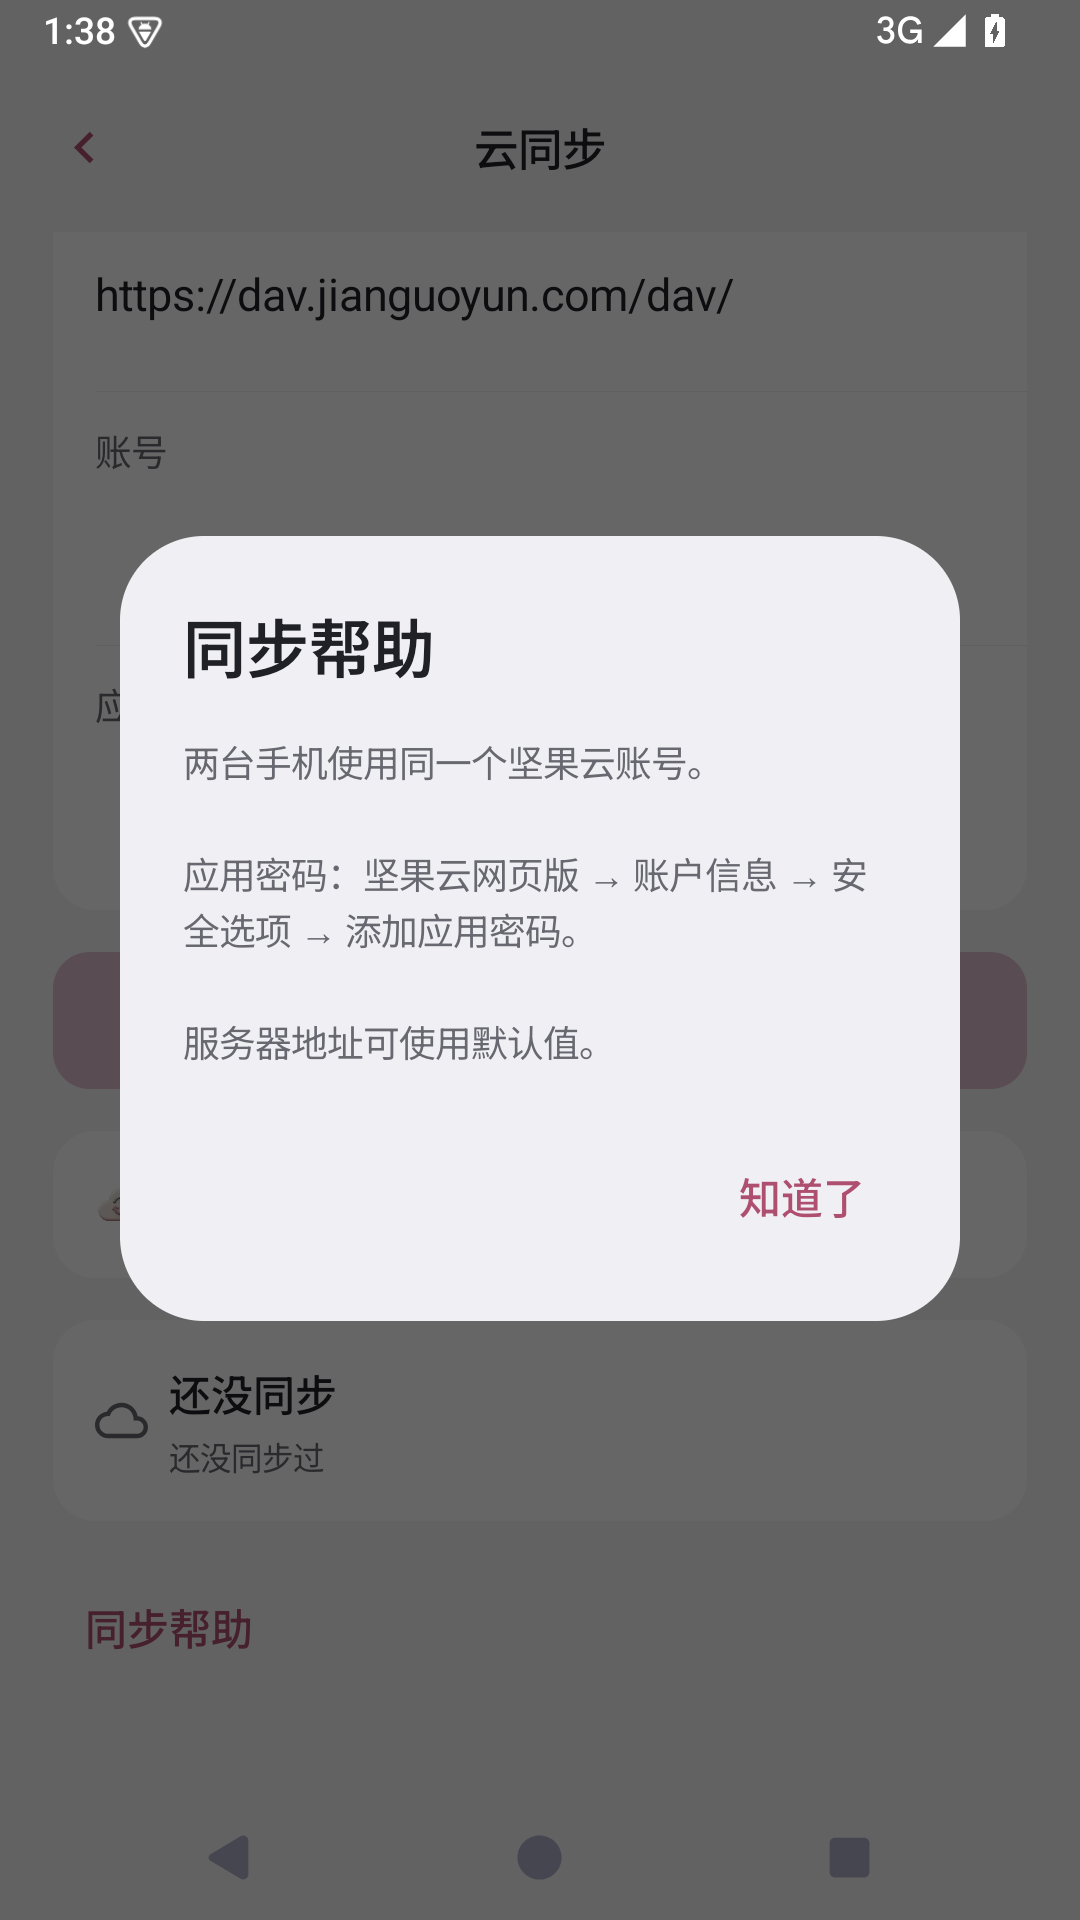 1:38
3G
云同步
https://dav.jianguoyun.com/dav/
账号
应
同步帮助
两台手机使用同一个坚果云账号。
应用密码：坚果云网页版 → 账户信息 → 安
全选项 → 添加应用密码。
服务器地址可使用默认值。
知道了
还没同步
还没同步过
同步帮助